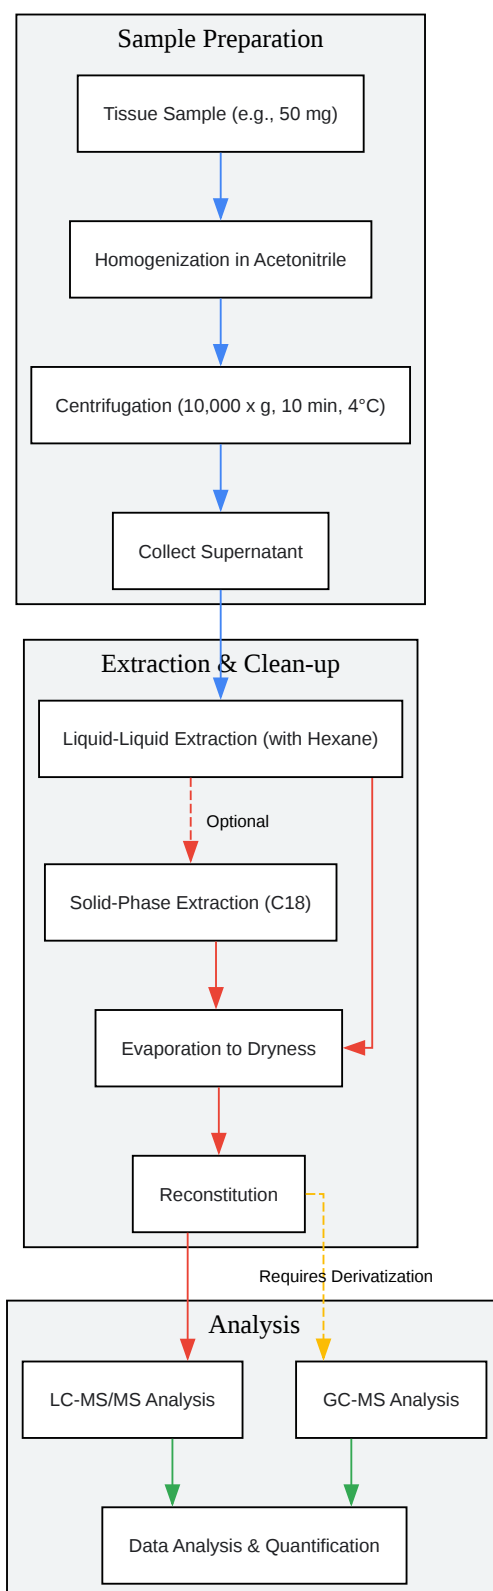 Sample Preparation
Tissue Sample (e.g., 50 mg)
Homogenization in Acetonitrile
Centrifugation (10,000 x g, 10 min, 4°C)
Collect Supernatant
Extraction & Clean-up
Liquid-Liquid Extraction (with Hexane)
Optional
Solid-Phase Extraction (C18)
Evaporation to Dryness
Reconstitution
Requires Derivatization
Analysis
LC-MS/MS Analysis
GC-MS Analysis
Data Analysis & Quantification